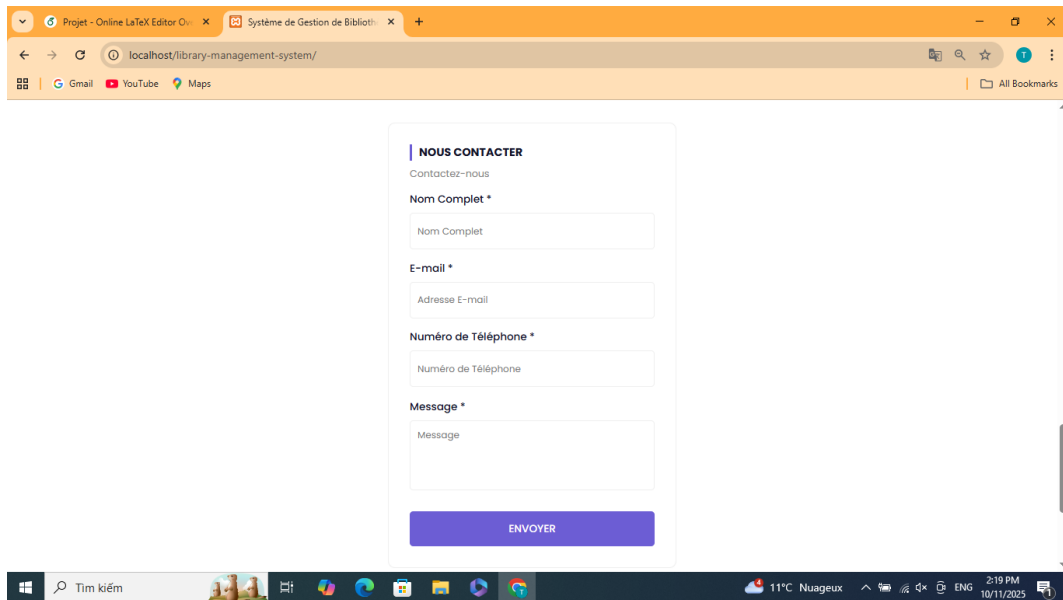 Projet - Online LaTeX Editor Ov
Système de Gestion de Biblioth
localhost/library-management-system/
Gmail
YouTube
Maps
All Bookmarks
NOUS CONTACTER
Contactez-nous
Nom Complet *
Nom Complet
E-mail *
Adresse E-mail
Numéro de Téléphone *
Numéro de Téléphone
Message *
Message
ENVOYER
Tìm kiếm
11°C Nuageux
ENG
2:19 PM
10/11/2025